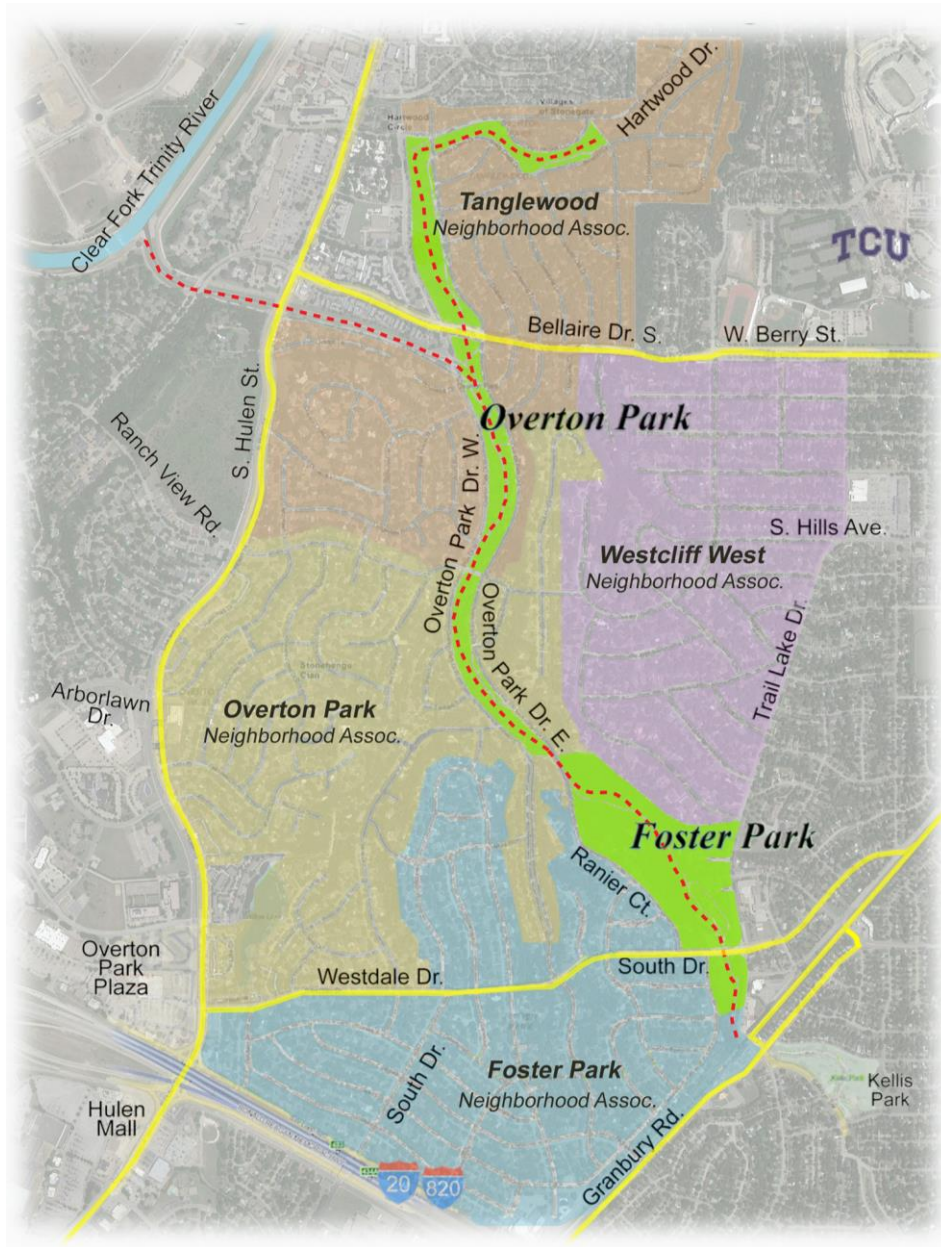 Hartwood Dr.
Villages
of Stonegate
Clear Fork Trinity River
Tanglewood
Neighborhood Assoc.
TCU
Bellaire Dr. S.
W. Berry St.
S. Hulen St.
Overton Park
Ranch View Rd.
Overton Park Dr. W.
S. Hills Ave.
Westcliff West
Neighborhood Assoc.
Overton Park Dr. E.
Trail Lake Dr.
Arborlawn
Dr.
Overton Park
Neighborhood Assoc.
Foster Park
Ranier Ct.
Overton
Park
Plaza
Westdale Dr.
South Dr.
South Dr.
Foster Park
Neighborhood Assoc.
Kellis
Park
Hulen
Mall
Granbury Rd.
20
820